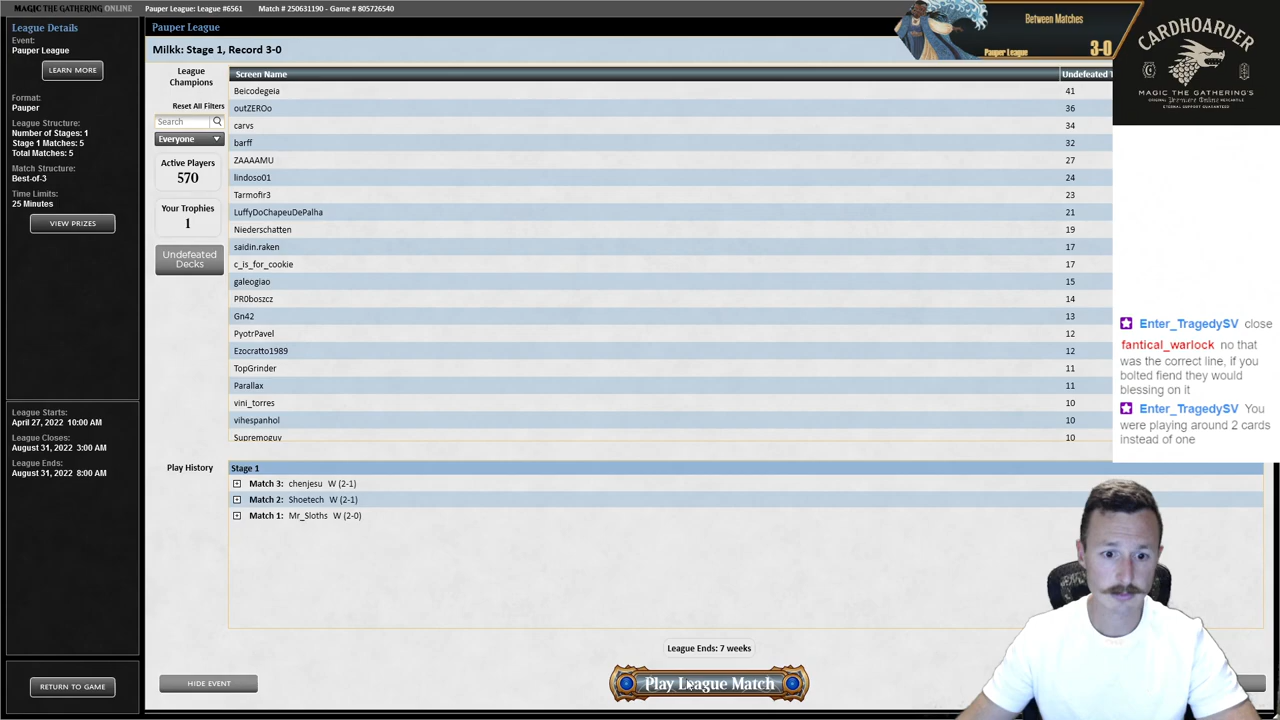 MAGIC THE GATHERING ONLINE
Pauper League: League #6561
Match # 250631190 - Game # 805726540
League Details
Event:
Pauper League
LEARN MORE
Format:
Pauper
League Structure:
Number of Stages: 1
Stage 1 Matches: 5
Total Matches: 5
Match Structure:
Best-of-3
Time Limits:
25 Minutes
VIEW PRIZES
League Starts:
April 27, 2022 10:00 AM
League Closes:
August 31, 2022 3:00 AM
League Ends:
August 31, 2022 8:00 AM
RETURN TO GAME
Pauper League
Milkk: Stage 1, Record 3-0
Between Matches
Pauper League
3-0
League
Champions
Reset All Filters
Search
Everyone
Active Players
570
Your Trophies
1
Undefeated
Decks
Screen Name Undefeated
Beicodegeia 41
outZEROo 36
carvs 34
barff 32
ZAAAAMU 27
lindoso01 24
Tarmofir3 23
LuffyDoChapeuDePalha 21
Niederschatten 19
saidin.raken 17
c_is_for_cookie 17
galeogiao 15
PR0boszcz 14
Gn42 13
PyotrPavel 12
Ezocratto1989 12
TopGrinder 11
Parallax 11
vini_torres 10
vihespanhol 10
Supremoguy 10
Play History
Stage 1
Match 3: chenjesu W (2-1)
Match 2: Shoetech W (2-1)
Match 1: Mr_Sloths W (2-0)
League Ends: 7 weeks
HIDE EVENT
Play League Match
CARDHOARDER
MAGIC THE GATHERING'S
ORIGINAL Premiere Online MERCANTILE
ETERNAL SUPPORT GUARANTEED
Enter_TragedySV close
fantical_warlock no that
was the correct line, if you
bolted fiend they would
blessing on it
Enter_TragedySV You
were playing around 2 cards
instead of one